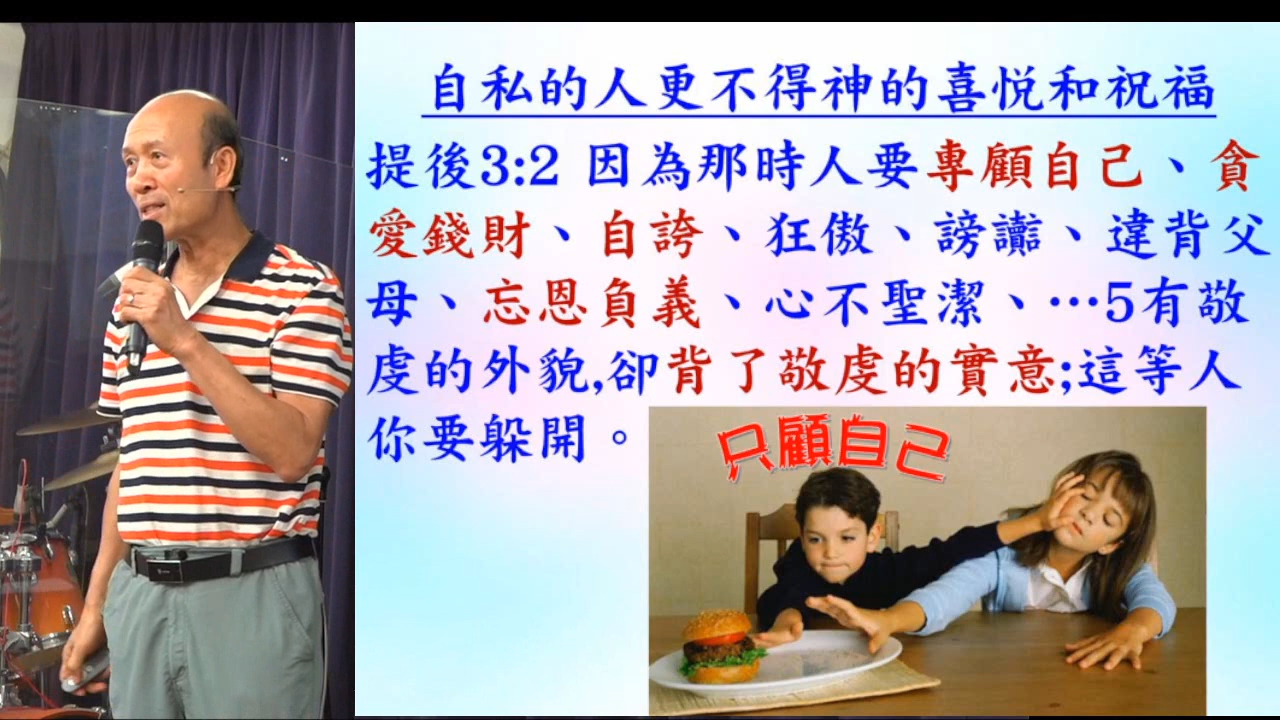 自私的人更不得神的喜悅和祝福
提後3:2 因為那時人要專顧自己、貪
愛錢財、自誇、狂傲、謗讟、違背父
母、忘恩負義、心不聖潔、…5有敬
虔的外貌,卻背了敬虔的實意;這等人
你要躲開。
只顧自己